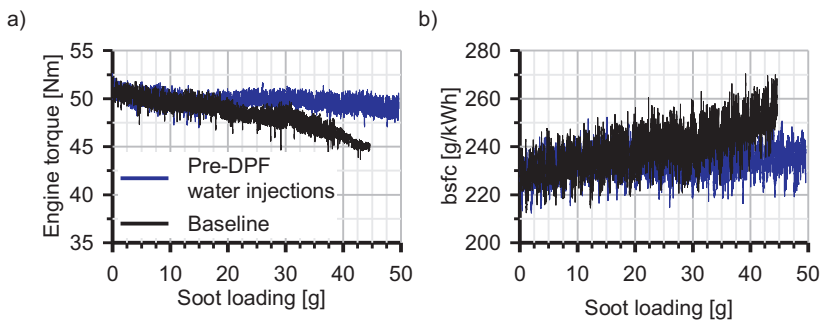 a)
Engine torque [Nm]
55
50
45
40
35
Pre-DPF
water injections
Baseline
0 10 20 30 40 50
Soot loading [g]
b)
bsfc [g/kWh]
280
260
240
220
200
0 10 20 30 40 50
Soot loading [g]